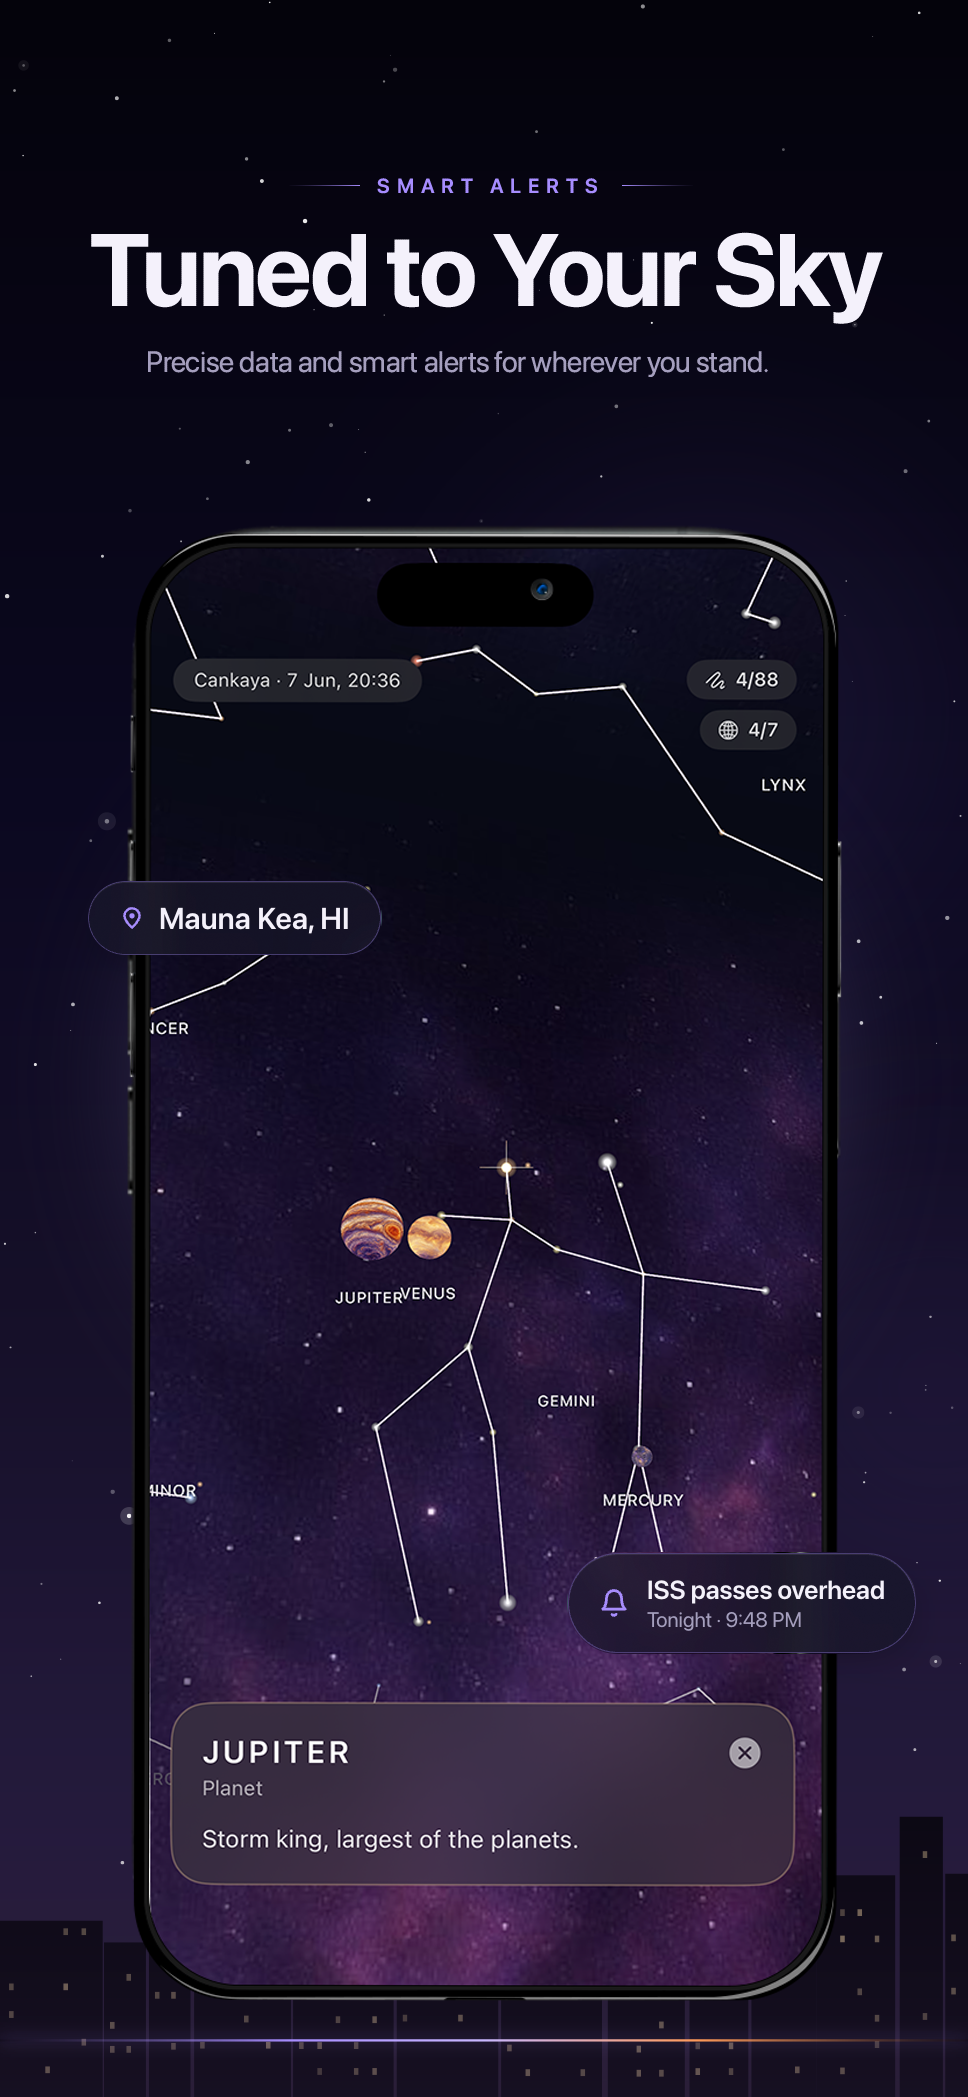 SMART ALERTS
Tuned to Your Sky
Precise data and smart alerts for wherever you stand.
Cankaya · 7 Jun, 20:36
4/88
4/7
LYNX
Mauna Kea, HI
NCER
JUPITER
VENUS
GEMINI
MINOR
MERCURY
ISS passes overhead
Tonight · 9:48 PM
JUPITER
Planet
Storm king, largest of the planets.